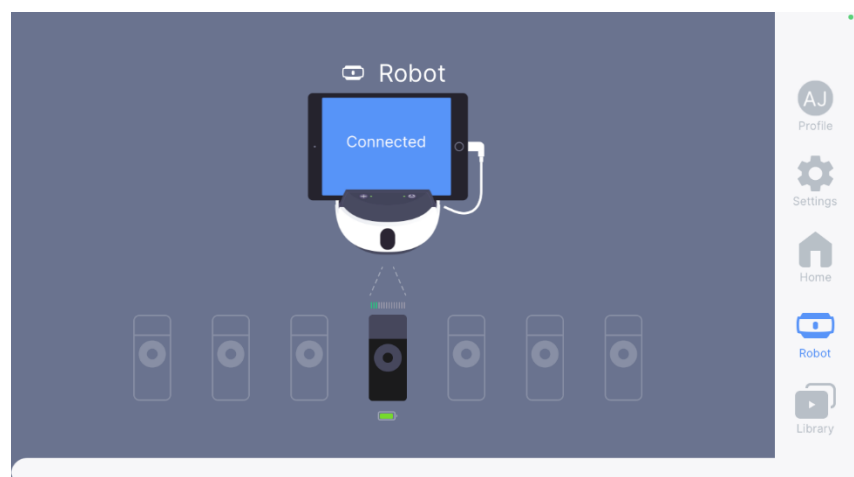 Robot
Connected
AJ
Profile
Settings
Home
Robot
Library